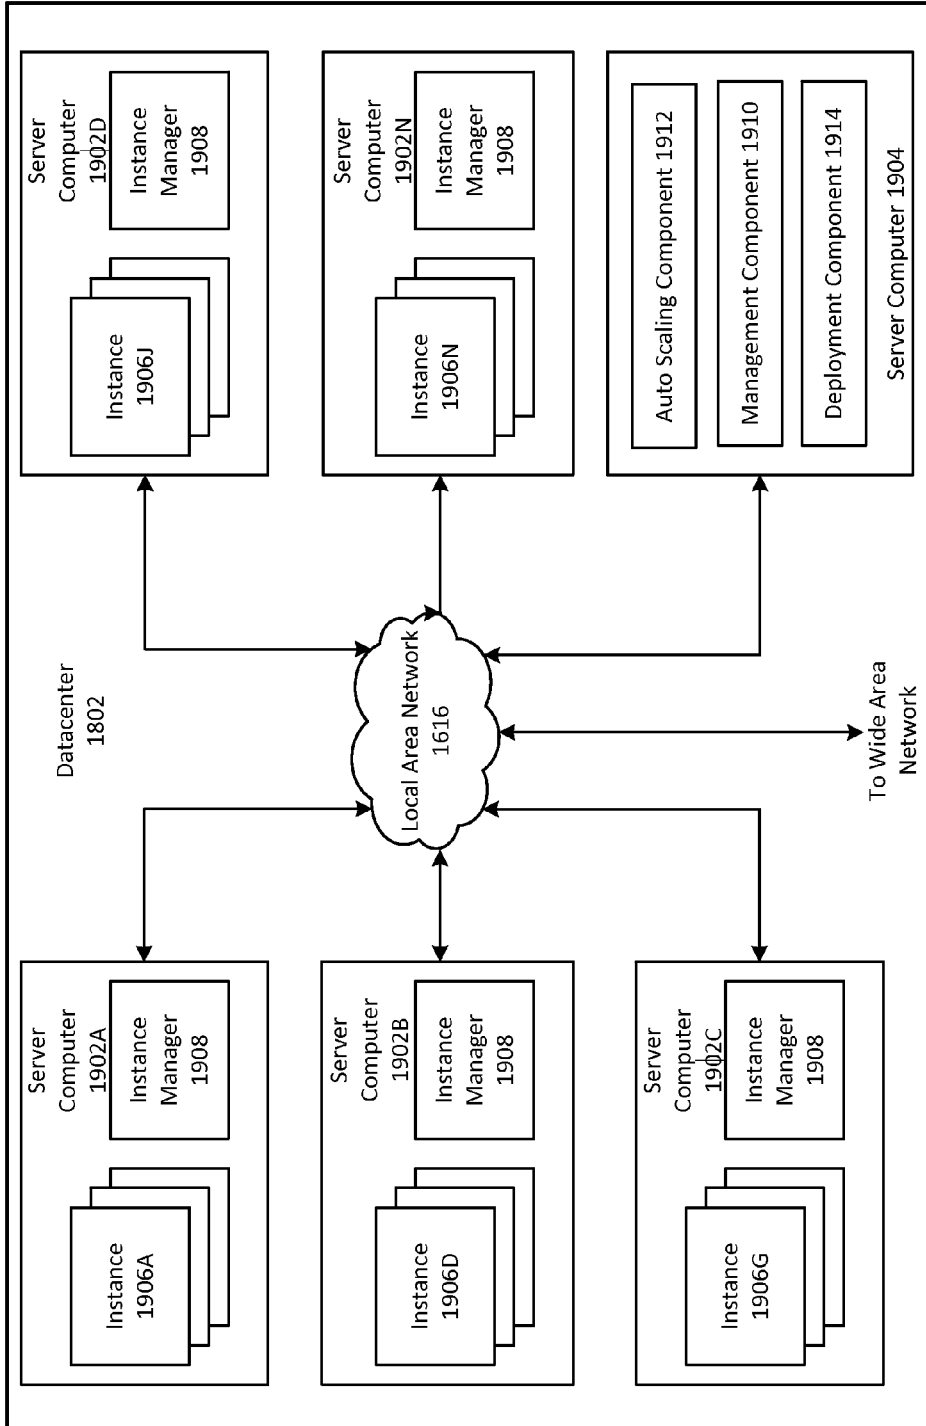 Datacenter
1802
Server
Computer
1902A
Instance
Manager
1908
Instance
1906A
Server
Computer
1902B
Instance
Manager
1908
Instance
1906D
Server
Computer
1902C
Instance
Manager
1908
Instance
1906G
Local Area Network
1616
To Wide Area
Network
Server
Computer
1902D
Instance
Manager
1908
Instance
1906J
Server
Computer
1902N
Instance
Manager
1908
Instance
1906N
Auto Scaling Component 1912
Management Component 1910
Deployment Component 1914
Server Computer 1904